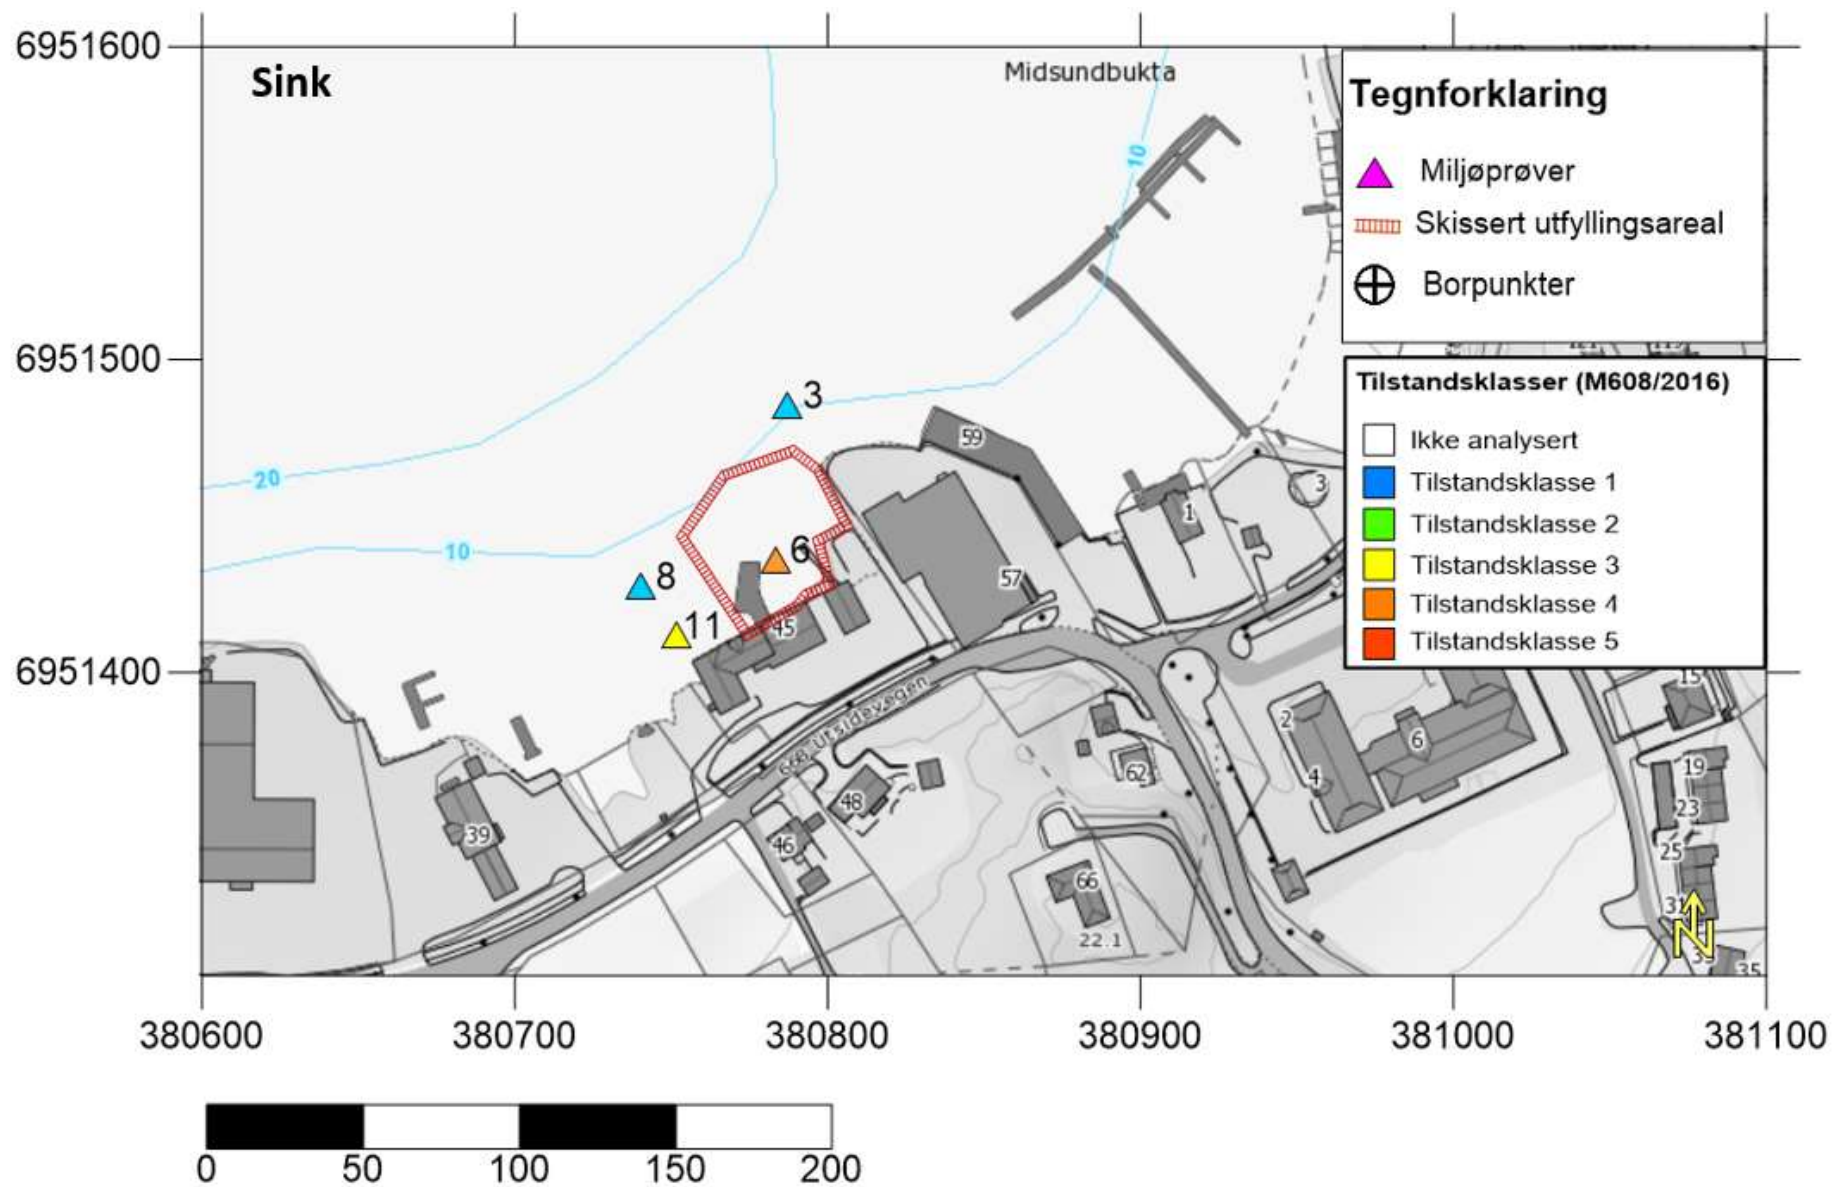 6951600
6951500
6951400
Sink
Midsundbukta
Tegnforklaring
Miljøprøver
Skissert utfyllingsareal
Borpunkter
Tilstandsklasser (M608/2016)
Ikke analysert
Tilstandsklasse 1
Tilstandsklasse 2
Tilstandsklasse 3
Tilstandsklasse 4
Tilstandsklasse 5
10
3
20
59
3
1
10
6
8
57
11
45
668 Utsidevegen
15
2
6
62
4
19
48
23
39
46
25
66
22.1
N
35
380600
380700
380800
380900
381000
381100
0
50
100
150
200